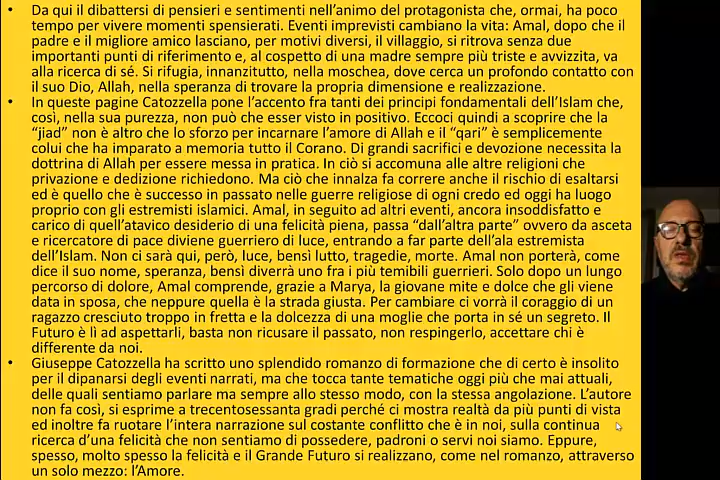 • Da qui il dibattersi di pensieri e sentimenti nell'animo del protagonista che, ormai, ha poco
tempo per vivere momenti spensierati. Eventi imprevisti cambiano la vita: Amal, dopo che il
padre e il migliore amico lasciano, per motivi diversi, il villaggio, si ritrova senza due
importanti punti di riferimento e, al cospetto di una madre sempre più triste e avvizzita, va
alla ricerca di sé. Si rifugia, innanzitutto, nella moschea, dove cerca un profondo contatto con
il suo Dio, Allah, nella speranza di trovare la propria dimensione e realizzazione.
• In queste pagine Catozzella pone l'accento fra tanti dei principi fondamentali dell'Islam che,
così, nella sua purezza, non può che esser visto in positivo. Eccoci quindi a scoprire che la
“jiad” non è altro che lo sforzo per incarnare l'amore di Allah e il “qari” è semplicemente
colui che ha imparato a memoria tutto il Corano. Di grandi sacrifici e devozione necessita la
dottrina di Allah per essere messa in pratica. In ciò si accomuna alle altre religioni che
privazione e dedizione richiedono. Ma ciò che innalza fa correre anche il rischio di esaltarsi
ed è quello che è successo in passato nelle guerre religiose di ogni credo ed oggi ha luogo
proprio con gli estremisti islamici. Amal, in seguito ad altri eventi, ancora insoddisfatto e
carico di quell'atavico desiderio di una felicità piena, passa “dall'altra parte” ovvero da asceta
e ricercatore di pace diviene guerriero di luce, entrando a far parte dell'ala estremista
dell'Islam. Non ci sarà qui, però, luce, bensì lutto, tragedie, morte. Amal non porterà, come
dice il suo nome, speranza, bensì diverrà uno fra i più temibili guerrieri. Solo dopo un lungo
percorso di dolore, Amal comprende, grazie a Marya, la giovane mite e dolce che gli viene
data in sposa, che neppure quella è la strada giusta. Per cambiare ci vorrà il coraggio di un
ragazzo cresciuto troppo in fretta e la dolcezza di una moglie che porta in sé un segreto. Il
Futuro è lì ad aspettarli, basta non ricusare il passato, non respingerlo, accettare chi è
differente da noi.
• Giuseppe Catozzella ha scritto uno splendido romanzo di formazione che di certo è insolito
per il dipanarsi degli eventi narrati, ma che tocca tante tematiche oggi più che mai attuali,
delle quali sentiamo parlare ma sempre allo stesso modo, con la stessa angolazione. L'autore
non fa così, si esprime a trecentosessanta gradi perché ci mostra realtà da più punti di vista
ed inoltre fa ruotare l'intera narrazione sul costante conflitto che è in noi, sulla continua
ricerca d'una felicità che non sentiamo di possedere, padroni o servi noi siamo. Eppure,
spesso, molto spesso la felicità e il Grande Futuro si realizzano, come nel romanzo, attraverso
un solo mezzo: l'Amore.